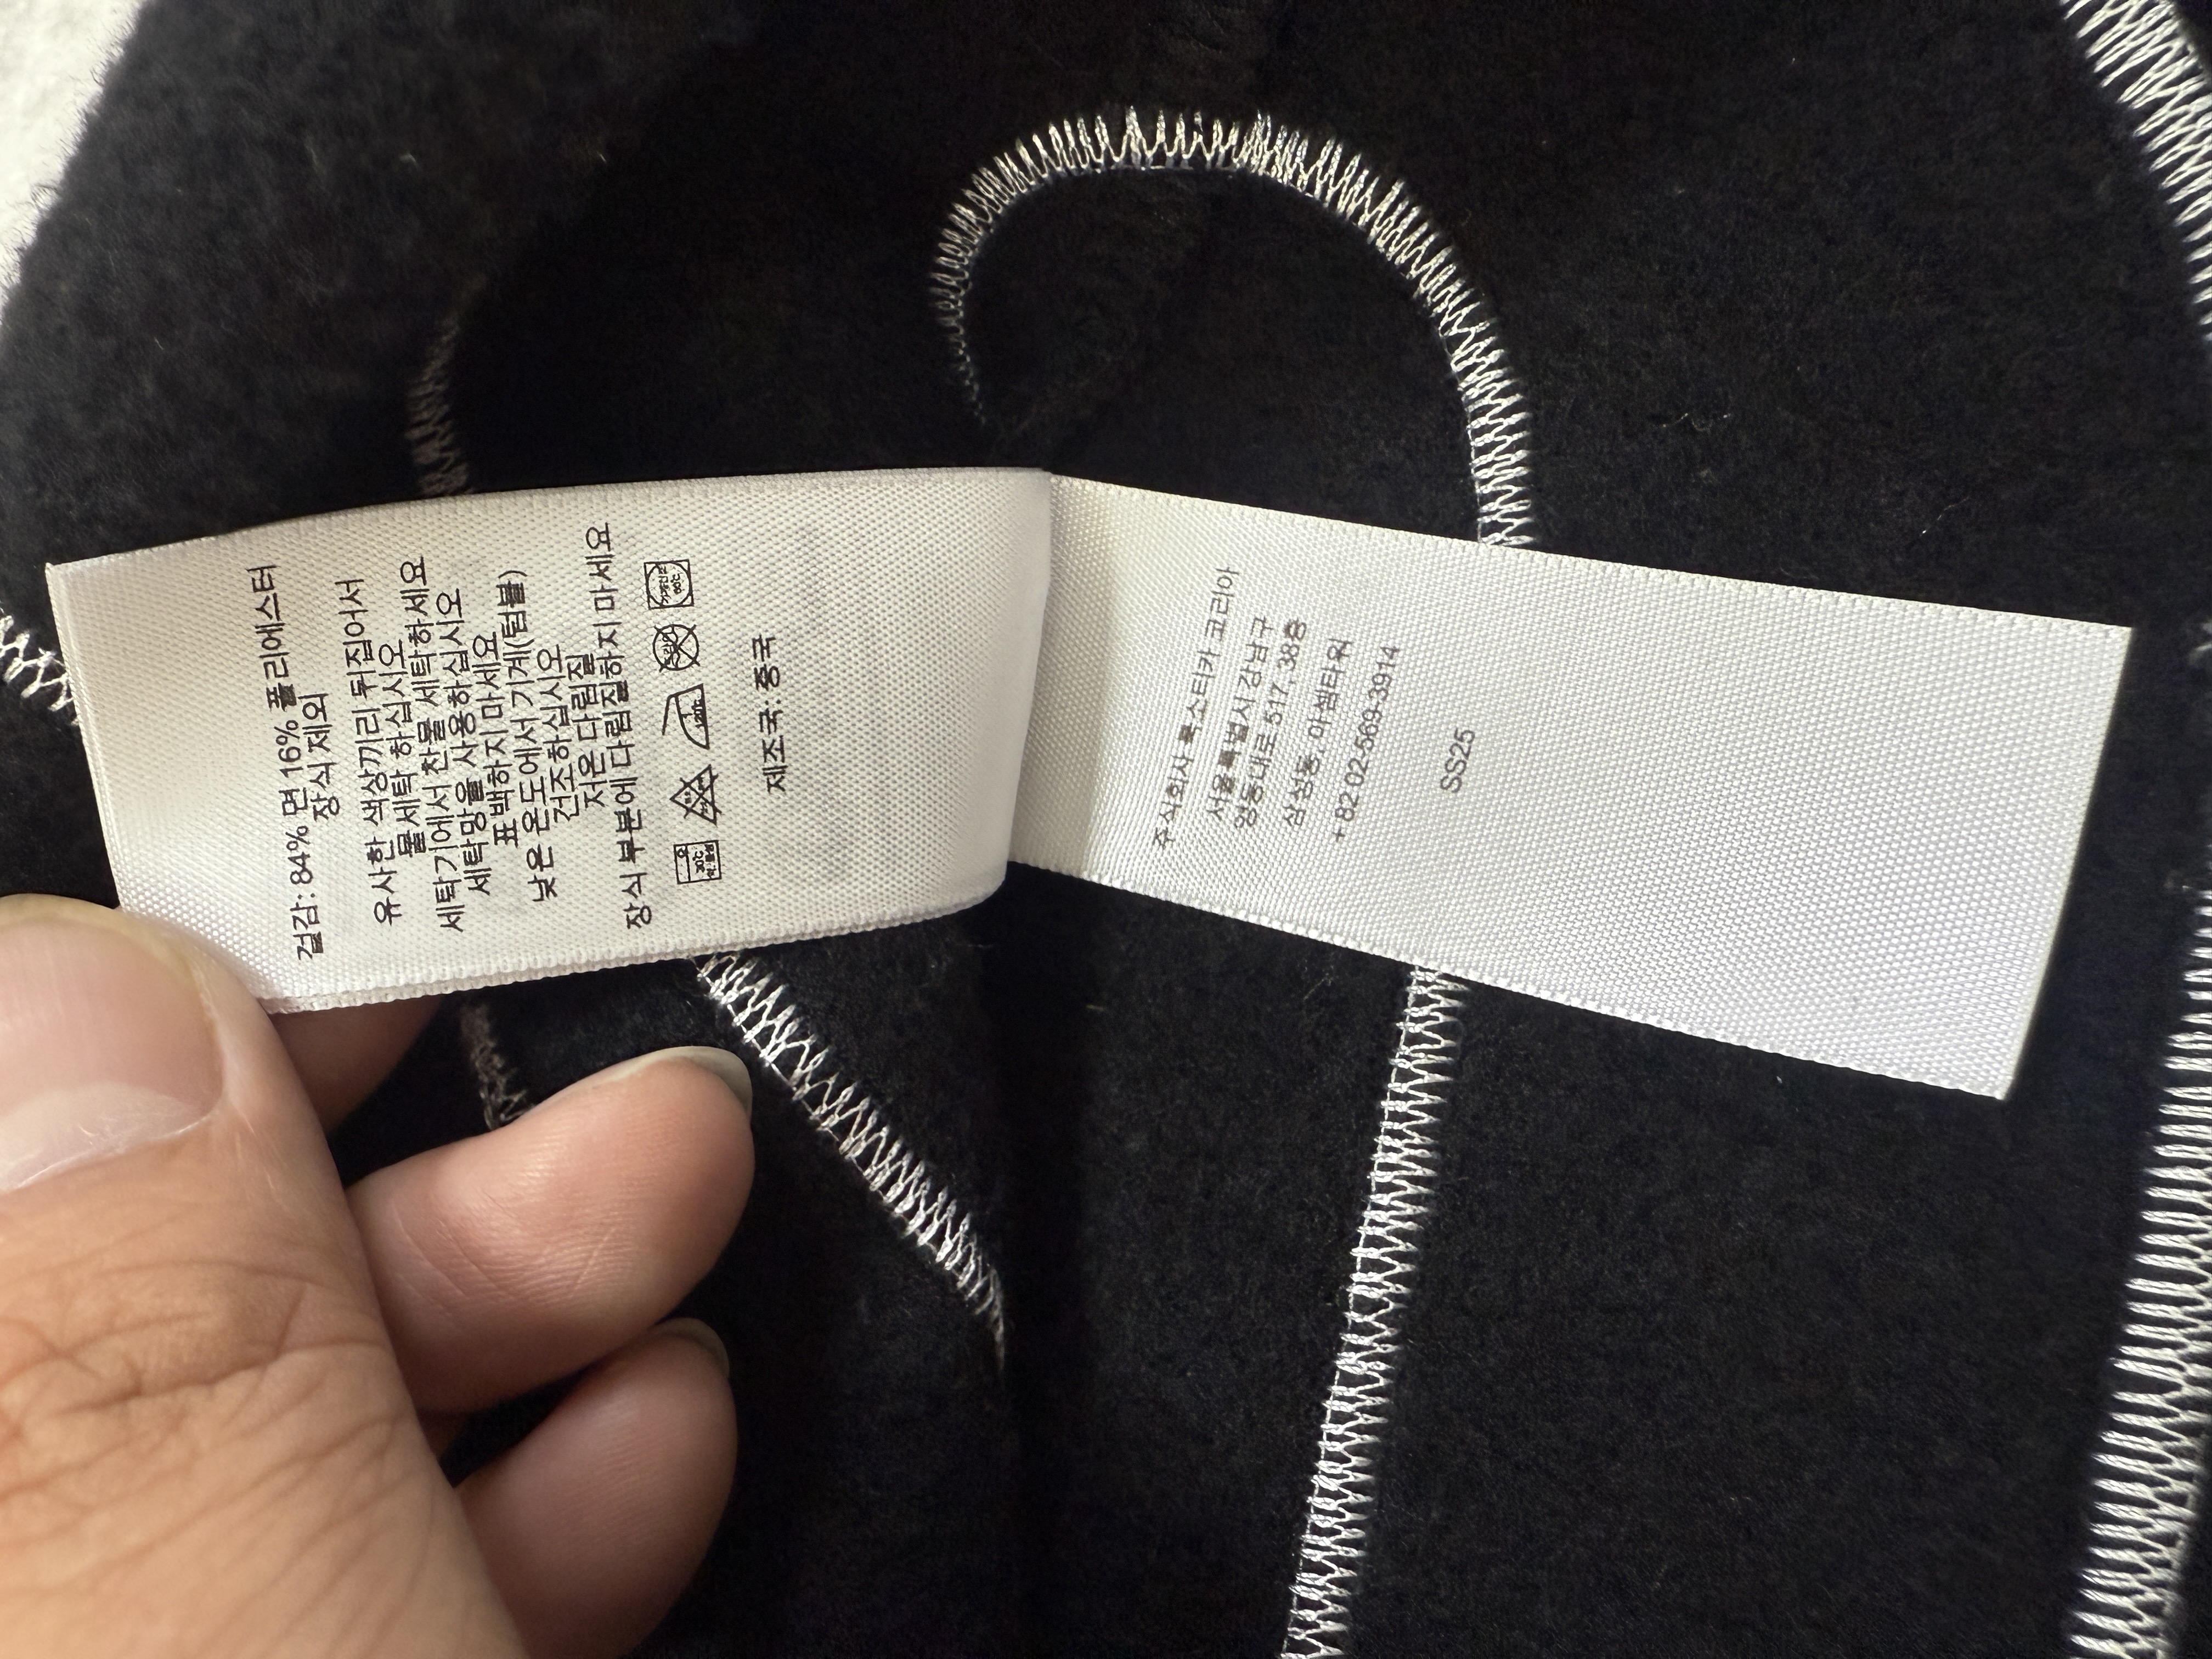 겉감: 84% 면 16% 폴리에스터
장식 제외
유사한 색상끼리 뒤집어서
물세탁 하십시오
세탁기에서 찬물 세탁하세요
세탁망을 사용하십시오
표백하지 마세요
낮은 온도에서 기계(텀블)
건조하십시오
저온 다림질
장식 부분에 다림질하지 마세요
제조국: 중국
주식회사 록소티카 코리아
서울특별시 강남구
영동대로 517, 38층
삼성동, 아셈타워
+82 02-569-3914
SS25